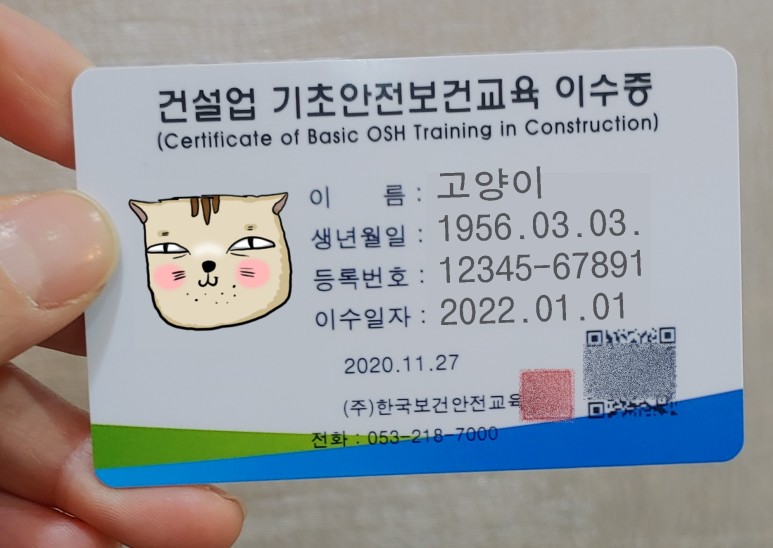 건설업 기초안전보건교육 이수증
(Certificate of Basic OSH Training in Construction)
이 름 : 고양이
생년월일 : 1956.03.03.
등록번호 : 12345-67891
이수일자 : 2022.01.01
2020.11.27
(주)한국보건안전교육
전화 : 053-218-7000